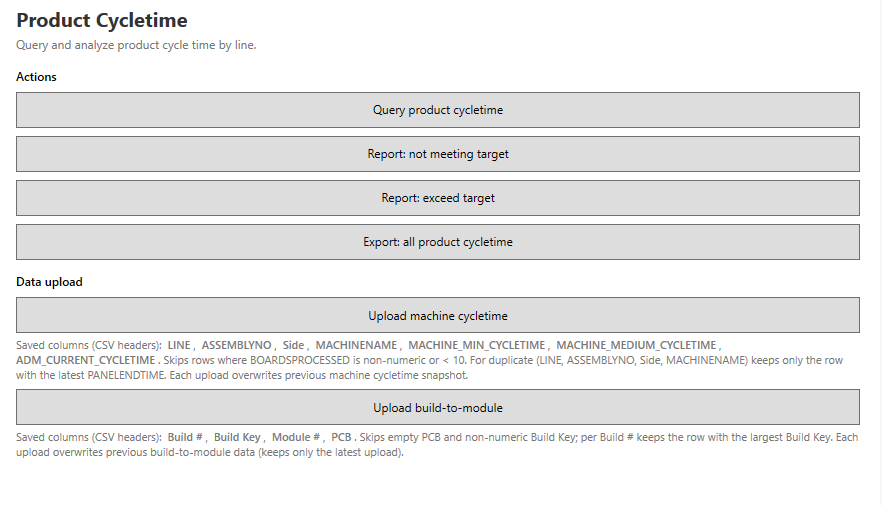 Product Cycletime
Query and analyze product cycle time by line.
Actions
Query product cycletime
Report: not meeting target
Report: exceed target
Export: all product cycletime
Data upload
Upload machine cycletime
Saved columns (CSV headers): LINE , ASSEMBLYNO , Side , MACHINENAME , MACHINE_MIN_CYCLETIME , MACHINE_MEDIUM_CYCLETIME ,
ADM_CURRENT_CYCLETIME . Skips rows where BOARDSPROCESSED is non-numeric or < 10. For duplicate (LINE, ASSEMBLYNO, Side, MACHINENAME) keeps only the row
with the latest PANELENDTIME. Each upload overwrites previous machine cycletime snapshot.
Upload build-to-module
Saved columns (CSV headers): Build # , Build Key , Module # , PCB . Skips empty PCB and non-numeric Build Key; per Build # keeps the row with the largest Build Key. Each
upload overwrites previous build-to-module data (keeps only the latest upload).